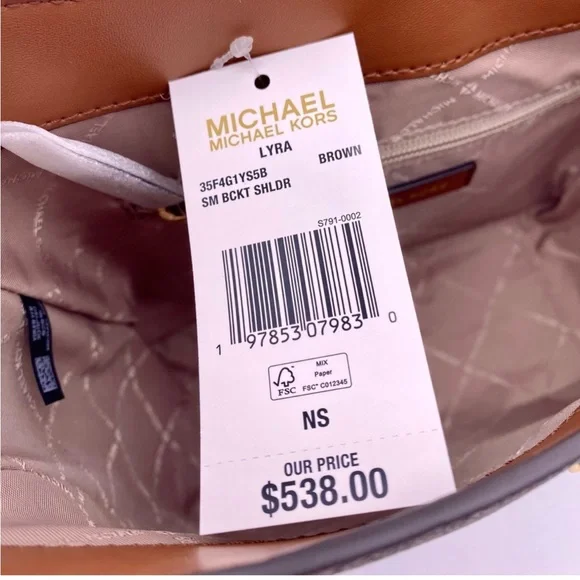 MICHAEL
MICHAEL KORS
LYRA
35F4G1YS5B BROWN
SM BCKT SHLDR
S791-0002
1 97853 07983 0
FSC
MIX
Paper
FSC® C012345
NS
OUR PRICE
$538.00